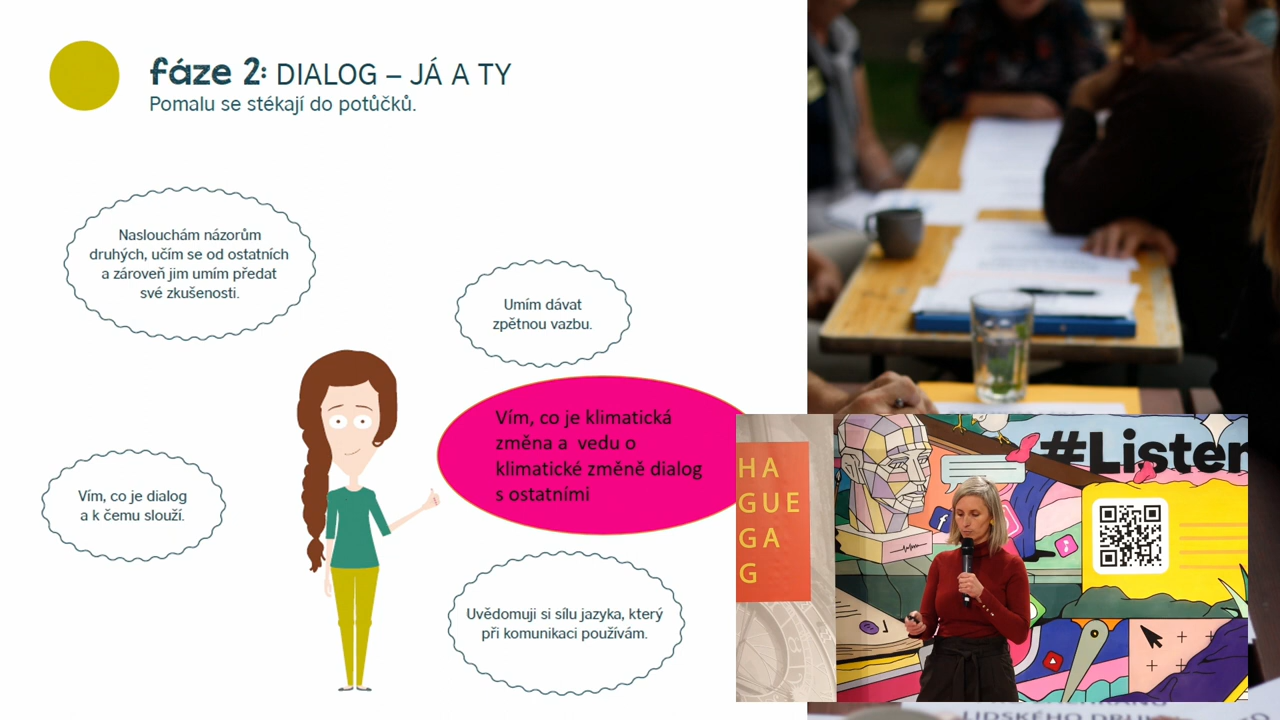 fáze 2: DIALOG – JÁ A TY
Pomalu se stékají do potůčků.
Naslouchám názorům
druhých, učím se od ostatních
a zároveň jim umím předat
své zkušenosti.
Umím dávat
zpětnou vazbu.
Vím, co je klimatická
změna a vedu o
klimatické změně dialog
s ostatními
Vím, co je dialog
a k čemu slouží.
Uvědomuji si sílu jazyka, který
při komunikaci používám.
HA
GUE
GA
G
#Listen
LIDSKÉHO DRUHU